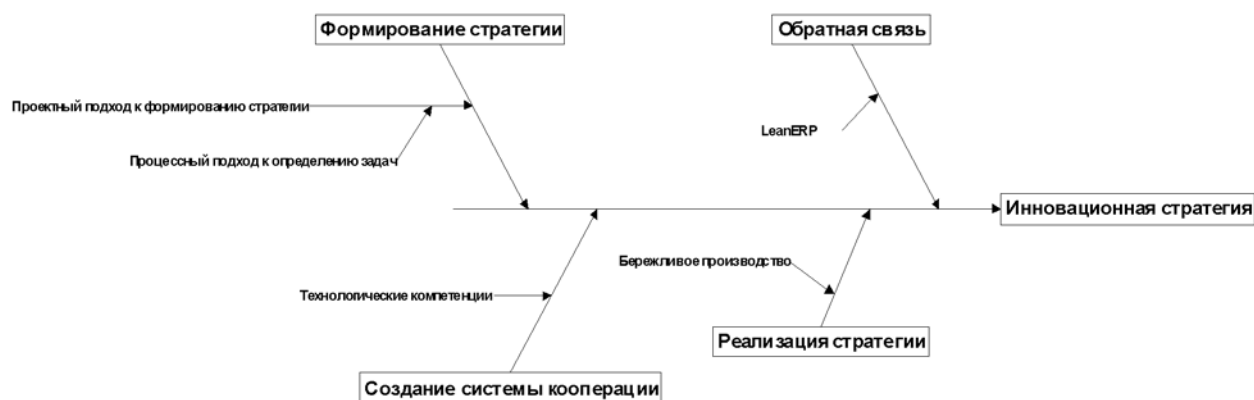 Формирование стратегии
Обратная связь
Проектный подход к формированию стратегии
LeanERP
Процессный подход к определению задач
Инновационная стратегия
Бережливое производство
Технологические компетенции
Реализация стратегии
Создание системы кооперации